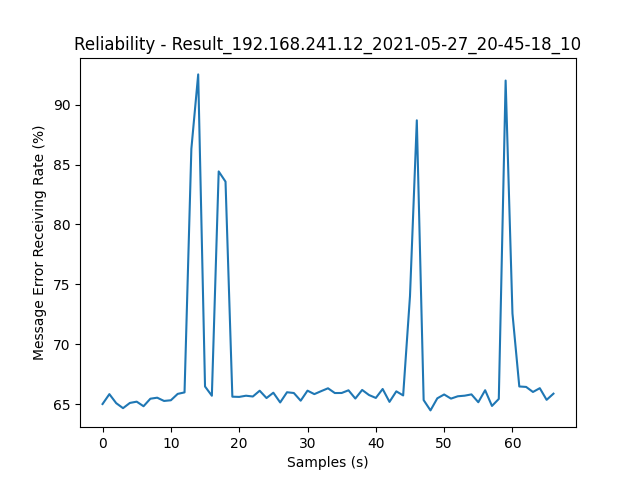 Reliability - Result_192.168.241.12_2021-05-27_20-45-18_10
Message Error Receiving Rate (%)
90
85
80
75
70
65
0 10 20 30 40 50 60
Samples (s)